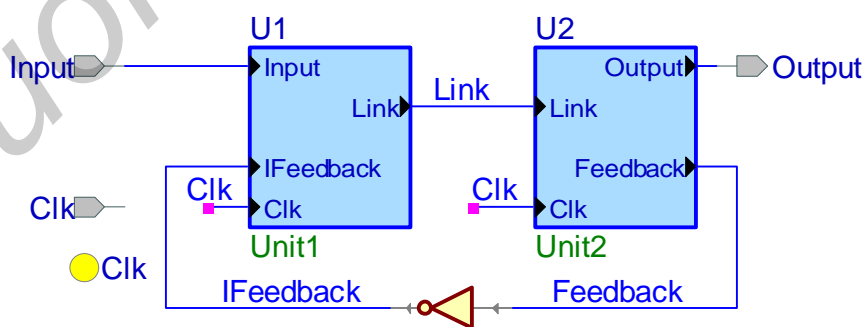 U1
U2
Input
Input
Output
Output
Link
Link
Link
IFeedback
Feedback
Clk
Clk
Clk
Clk
Clk
Unit1
Unit2
Clk
IFeedback
Feedback